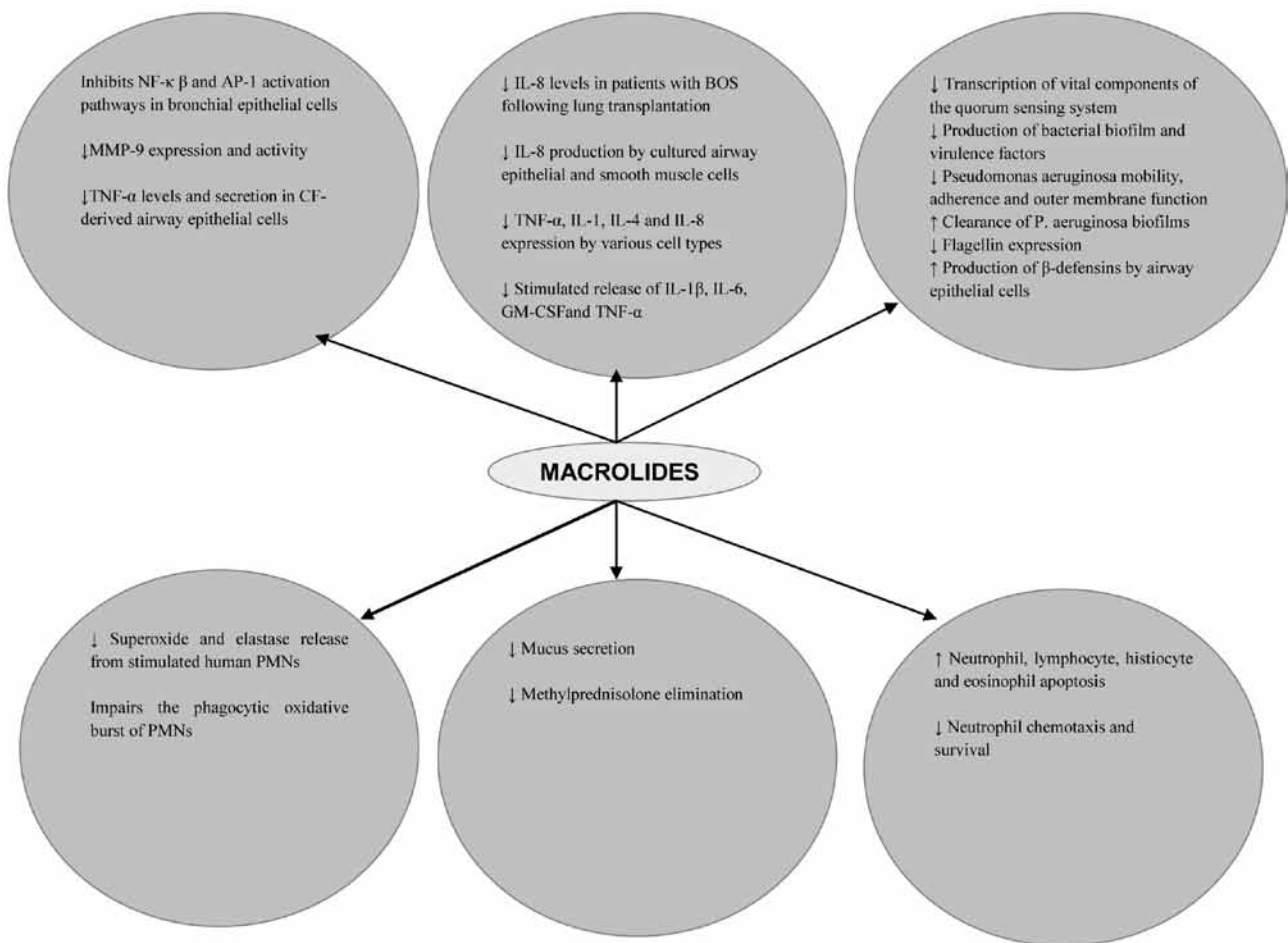 Inhibits NF-κ β and AP-1 activation
pathways in bronchial epithelial cells
↓MMP-9 expression and activity
↓TNF-α levels and secretion in CF-
derived airway epithelial cells
↓ IL-8 levels in patients with BOS
following lung transplantation
↓ IL-8 production by cultured airway
epithelial and smooth muscle cells
↓ TNF-α, IL-1, IL-4 and IL-8
expression by various cell types
↓ Stimulated release of IL-1β, IL-6,
GM-CSFand TNF-α
↓ Transcription of vital components of
the quorum sensing system
↓ Production of bacterial biofilm and
virulence factors
↓ Pseudomonas aeruginosa mobility,
adherence and outer membrane function
↑ Clearance of P. aeruginosa biofilms
↓ Flagellin expression
↑ Production of β-defensins by airway
epithelial cells
MACROLIDES
↓ Superoxide and elastase release
from stimulated human PMNs
Impairs the phagocytic oxidative
burst of PMNs
↓ Mucus secretion
↓ Methylprednisolone elimination
↑ Neutrophil, lymphocyte, histiocyte
and eosinophil apoptosis
↓ Neutrophil chemotaxis and
survival